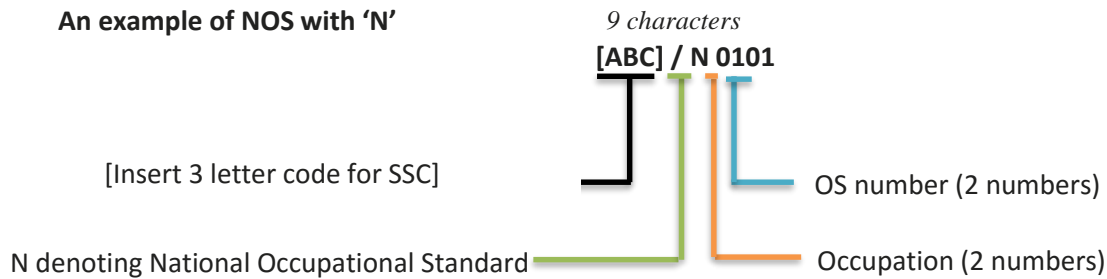 An example of NOS with ‘N’
9 characters
[ABC] / N 0101
[Insert 3 letter code for SSC]
OS number (2 numbers)
N denoting National Occupational Standard
Occupation (2 numbers)